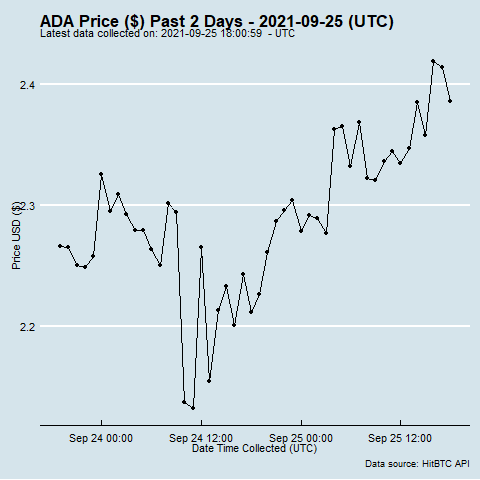 ADA Price ($) Past 2 Days - 2021-09-25 (UTC)
Latest data collected on: 2021-09-25 18:00:59 - UTC
2.4
2.3
2.2
Price USD ($)
Sep 24 00:00 Sep 24 12:00 Sep 25 00:00 Sep 25 12:00
Date Time Collected (UTC)
Data source: HitBTC API